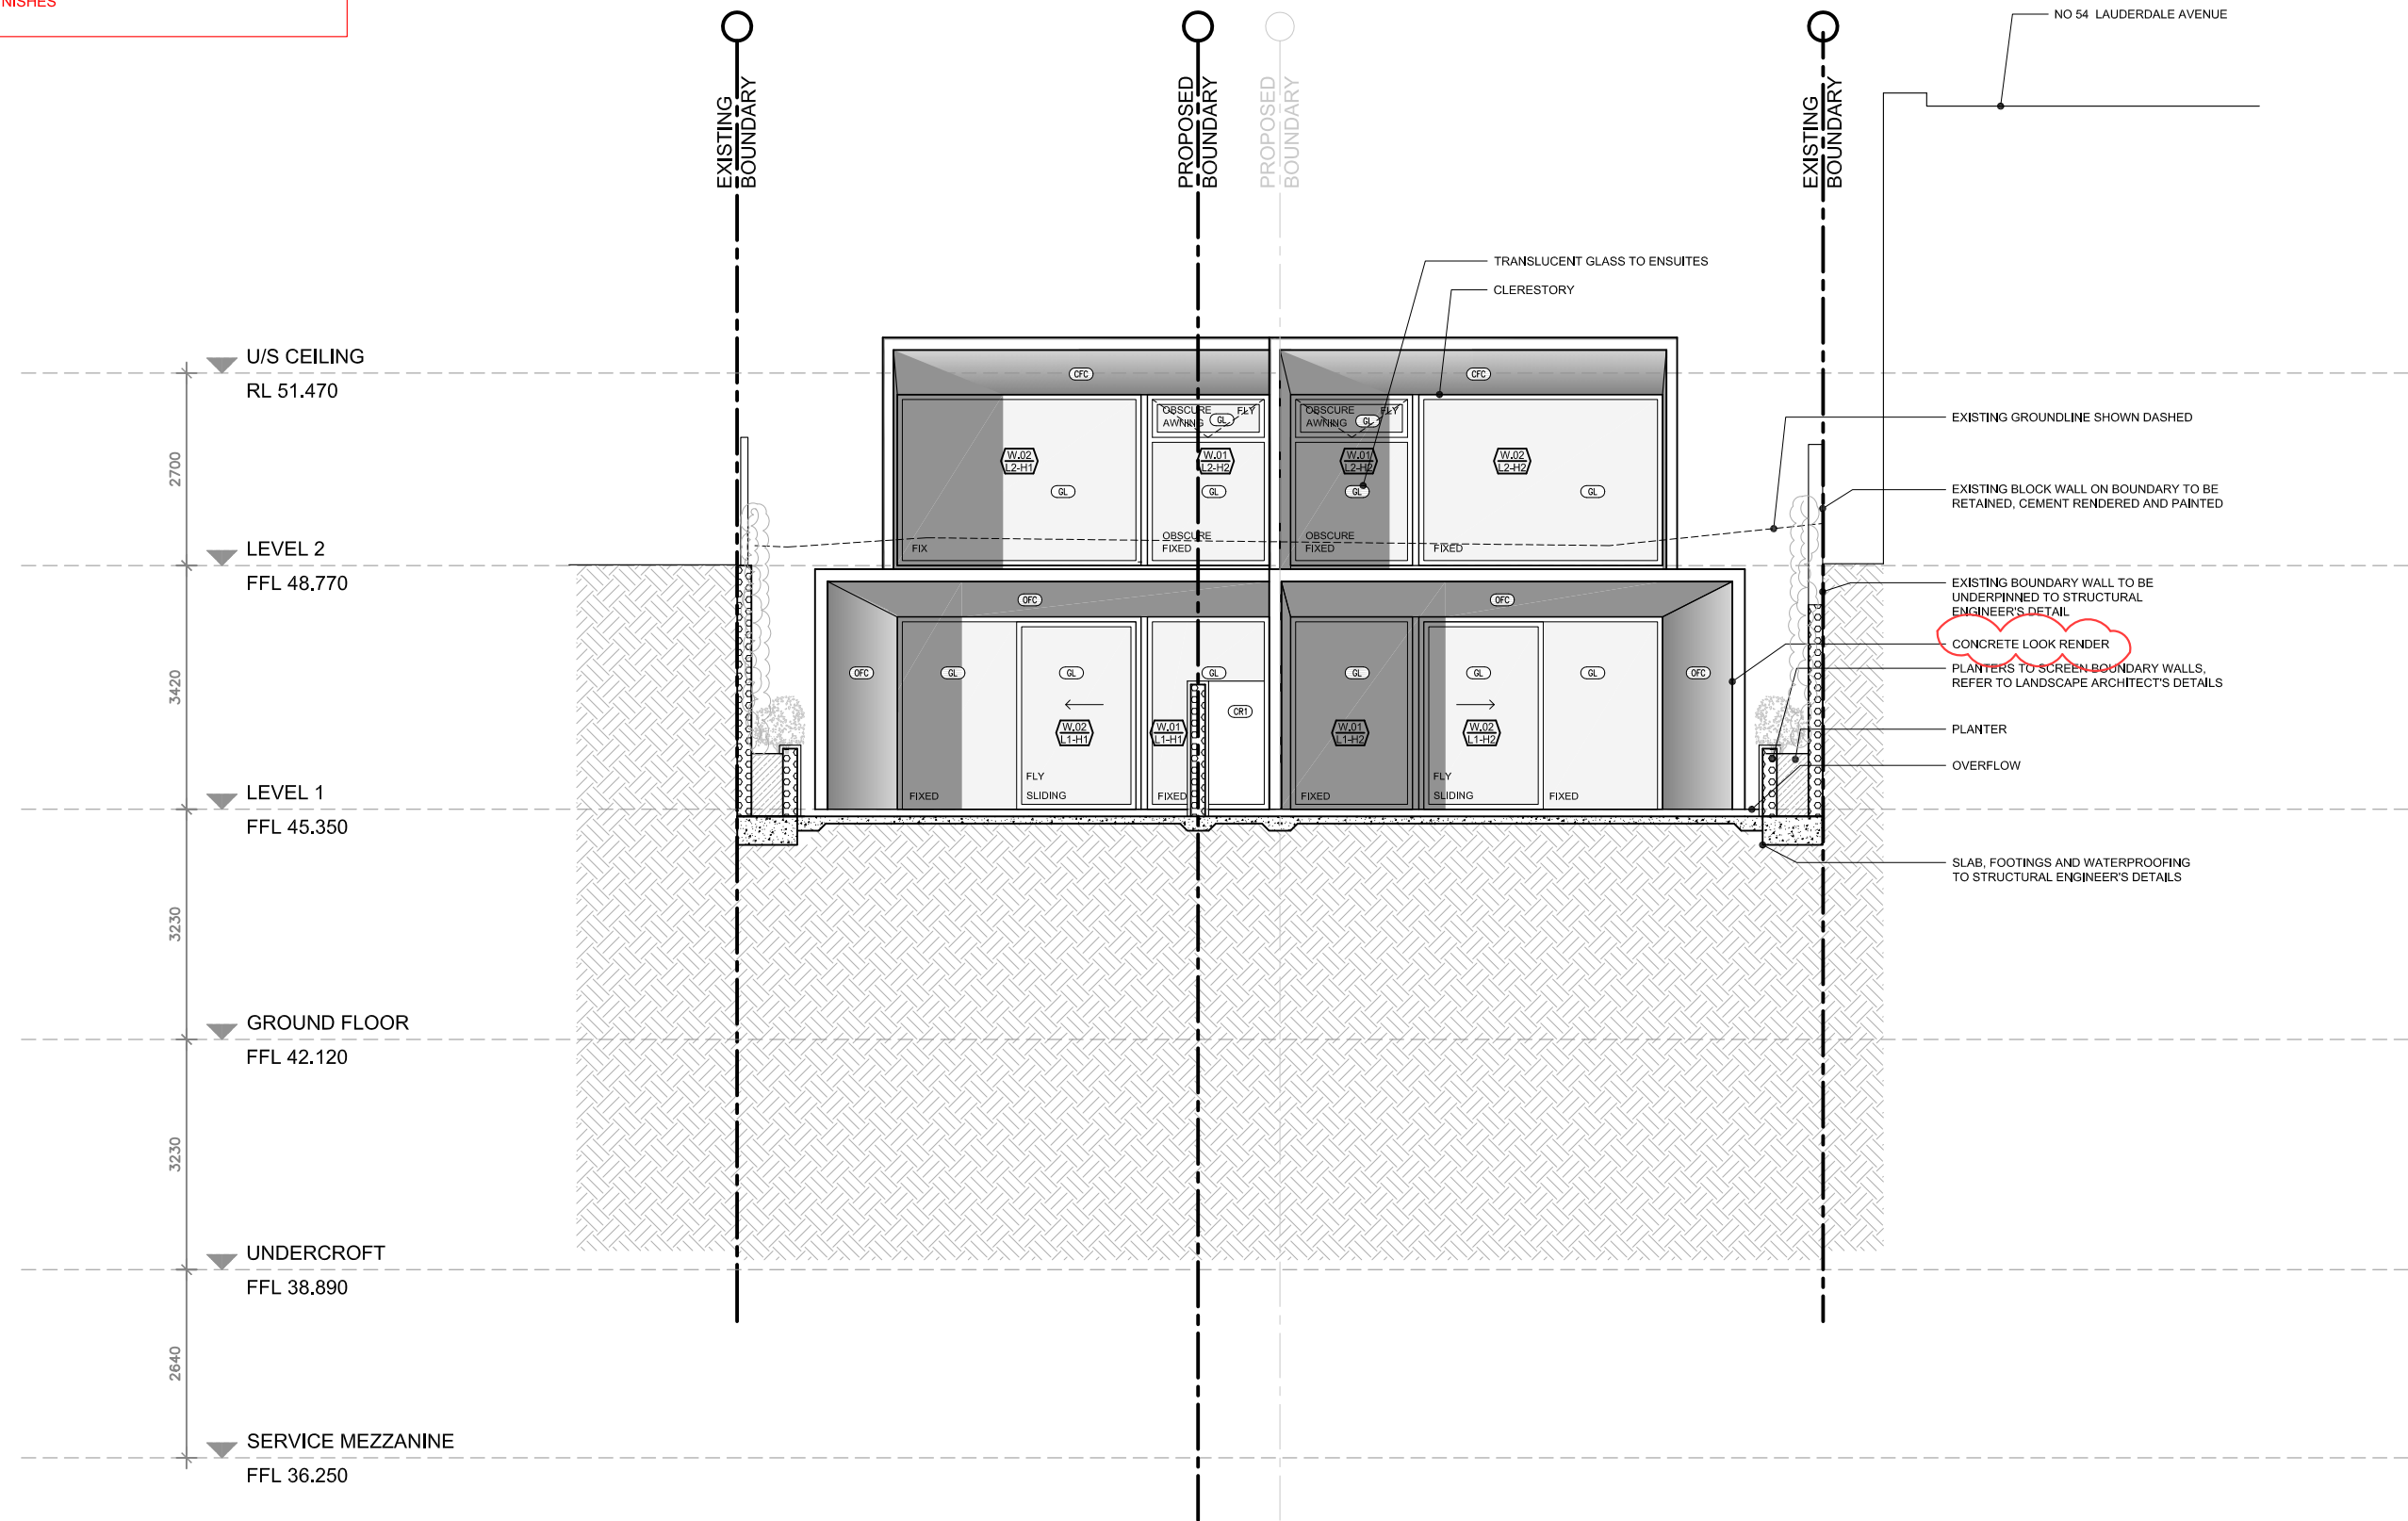 NISHES
NO 54 LAUDERDALE AVENUE
EXISTING
BOUNDARY
PROPOSED
BOUNDARY
PROPOSED
BOUNDARY
EXISTING
BOUNDARY
TRANSLUCENT GLASS TO ENSUITES
CLERESTORY
U/S CEILING
RL 51.470
CFC
CFC
OBSCURE
AWNING
FLY
GL
OBSCURE
AWNING
FLY
GL
EXISTING GROUNDLINE SHOWN DASHED
2700
W.02
L2-H1
W.01
L2-H2
W.01
L2-H2
W.02
L2-H2
GL
GL
GL
GL
EXISTING BLOCK WALL ON BOUNDARY TO BE
RETAINED, CEMENT RENDERED AND PAINTED
FIX
OBSCURE
FIXED
OBSCURE
FIXED
FIXED
LEVEL 2
FFL 48.770
OFC
OFC
EXISTING BOUNDARY WALL TO BE
UNDERPINNED TO STRUCTURAL
ENGINEER'S DETAIL
CONCRETE LOOK RENDER
PLANTERS TO SCREEN BOUNDARY WALLS,
REFER TO LANDSCAPE ARCHITECT'S DETAILS
3420
OFC
GL
GL
GL
GL
GL
GL
OFC
CR1
W.02
L1-H1
W.01
L1-H1
W.01
L1-H2
W.02
L1-H2
PLANTER
OVERFLOW
FIXED
FLY
SLIDING
FIXED
FIXED
FLY
SLIDING
FIXED
LEVEL 1
FFL 45.350
SLAB, FOOTINGS AND WATERPROOFING
TO STRUCTURAL ENGINEER'S DETAILS
3230
GROUND FLOOR
FFL 42.120
3230
UNDERCROFT
FFL 38.890
2640
SERVICE MEZZANINE
FFL 36.250